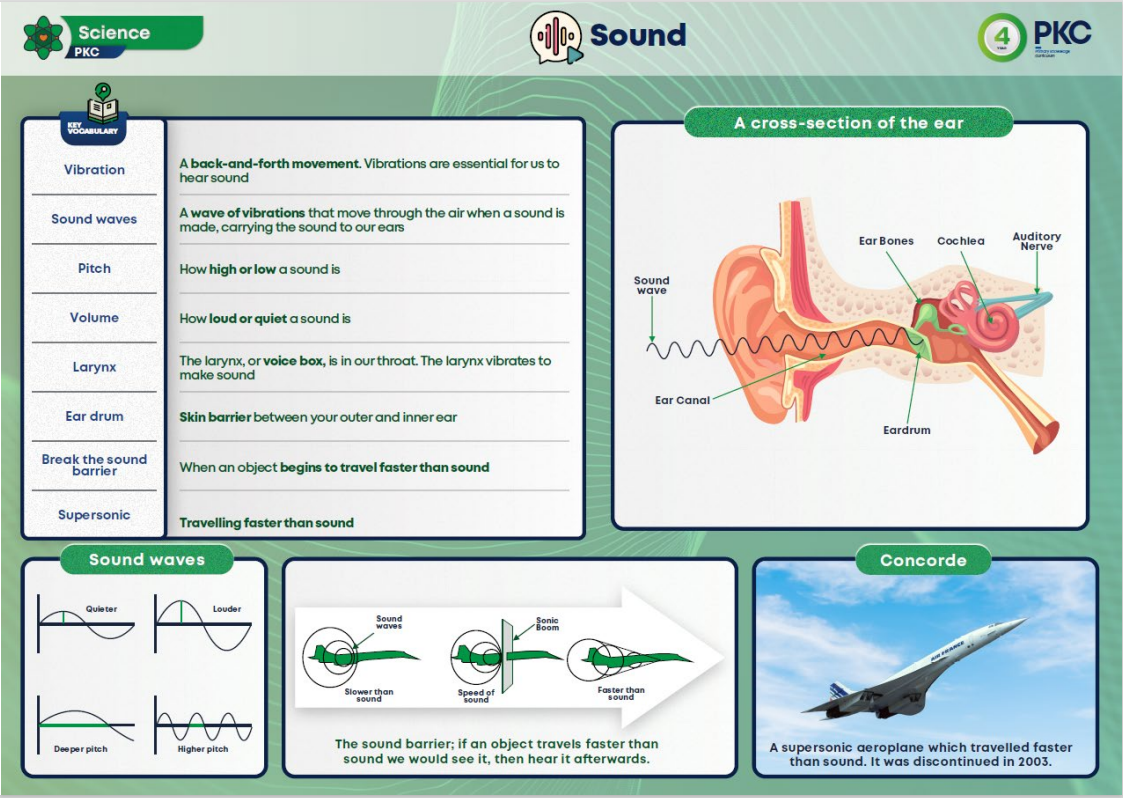 Science
PKC
Sound
4
YEAR
PKC
primary knowledge
curriculum
KEY
VOCABULARY
Vibration
A back-and-forth movement. Vibrations are essential for us to
hear sound
Sound waves
A wave of vibrations that move through the air when a sound is
made, carrying the sound to our ears
Pitch
How high or low a sound is
Volume
How loud or quiet a sound is
Larynx
The larynx, or voice box, is in our throat. The larynx vibrates to
make sound
Ear drum
Skin barrier between your outer and inner ear
Break the sound
barrier
When an object begins to travel faster than sound
Supersonic
Travelling faster than sound
A cross-section of the ear
Sound
wave
Ear Bones
Cochlea
Auditory
Nerve
Ear Canal
Eardrum
Sound waves
Quieter
Louder
Deeper pitch
Higher pitch
Sound
waves
Sonic
Boom
Slower than
sound
Speed of
sound
Faster than
sound
The sound barrier; if an object travels faster than
sound we would see it, then hear it afterwards.
Concorde
AIR FRANCE
A supersonic aeroplane which travelled faster
than sound. It was discontinued in 2003.